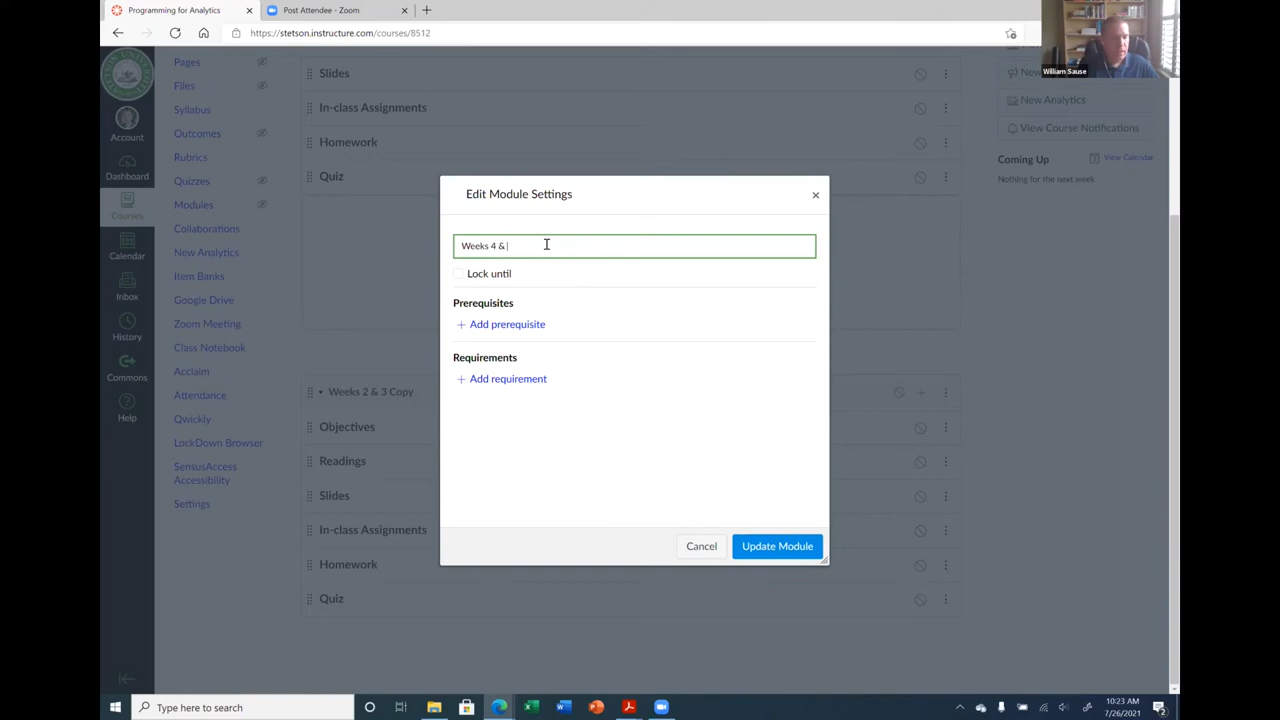 Programming for Analytics
Post Attendee - Zoom
https://stetson.instructure.com/courses/8512
William Sause
Account
Dashboard
Courses
Calendar
Inbox
History
Commons
Help
Pages
Files
Syllabus
Outcomes
Rubrics
Quizzes
Modules
Collaborations
New Analytics
Item Banks
Google Drive
Zoom Meeting
Class Notebook
Acclaim
Attendance
Qwickly
LockDown Browser
SensusAccess
Accessibility
Settings
Slides
In-class Assignments
Homework
Quiz
Edit Module Settings
Weeks 4 &
Lock until
Prerequisites
Add prerequisite
Requirements
Add requirement
Cancel
Update Module
Weeks 2 & 3 Copy
Objectives
Readings
Slides
In-class Assignments
Homework
Quiz
New
New Analytics
View Course Notifications
Coming Up
View Calendar
Nothing for the next week
Type here to search
10:23 AM
7/26/2021
2